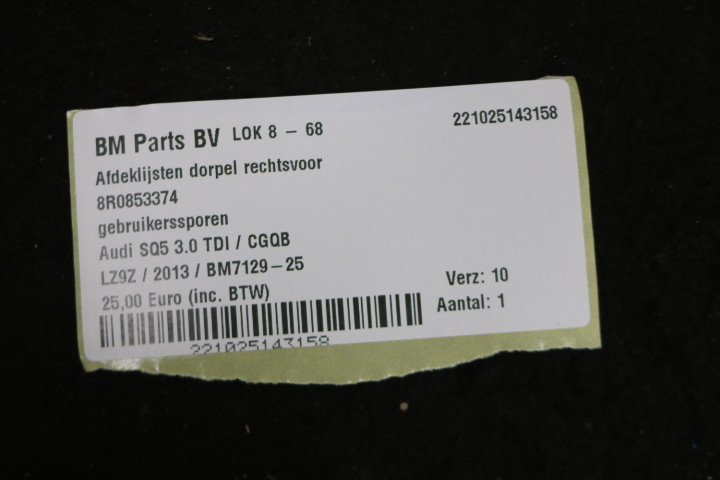 BM Parts BV LOK 8 - 68 221025143158
Afdeklijsten dorpel rechtsvoor
8R0853374
gebruikerssporen
Audi SQ5 3.0 TDI / CGQB
LZ9Z / 2013 / BM7129-25
25,00 Euro (inc. BTW)
Verz: 10
Aantal: 1
221025143158